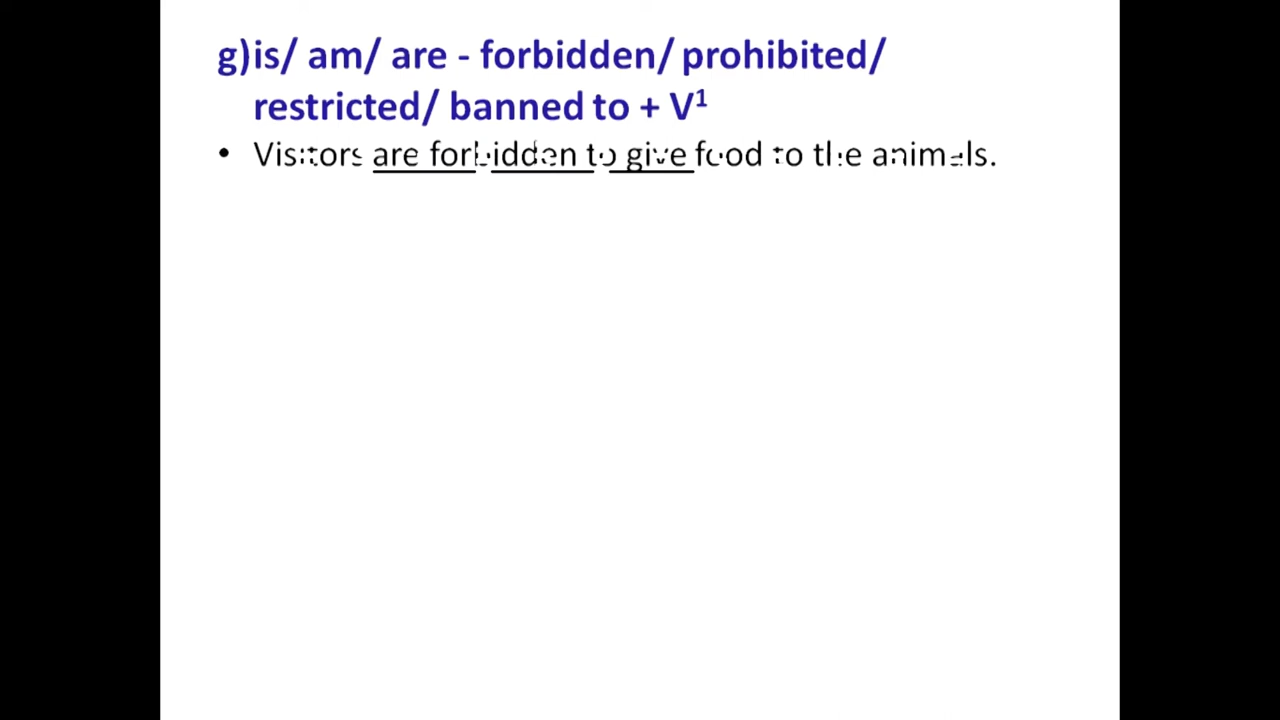 g)is/ am/ are - forbidden/ prohibited/
restricted/ banned to + V¹
• Visitors are forbidden to give food to the animals.